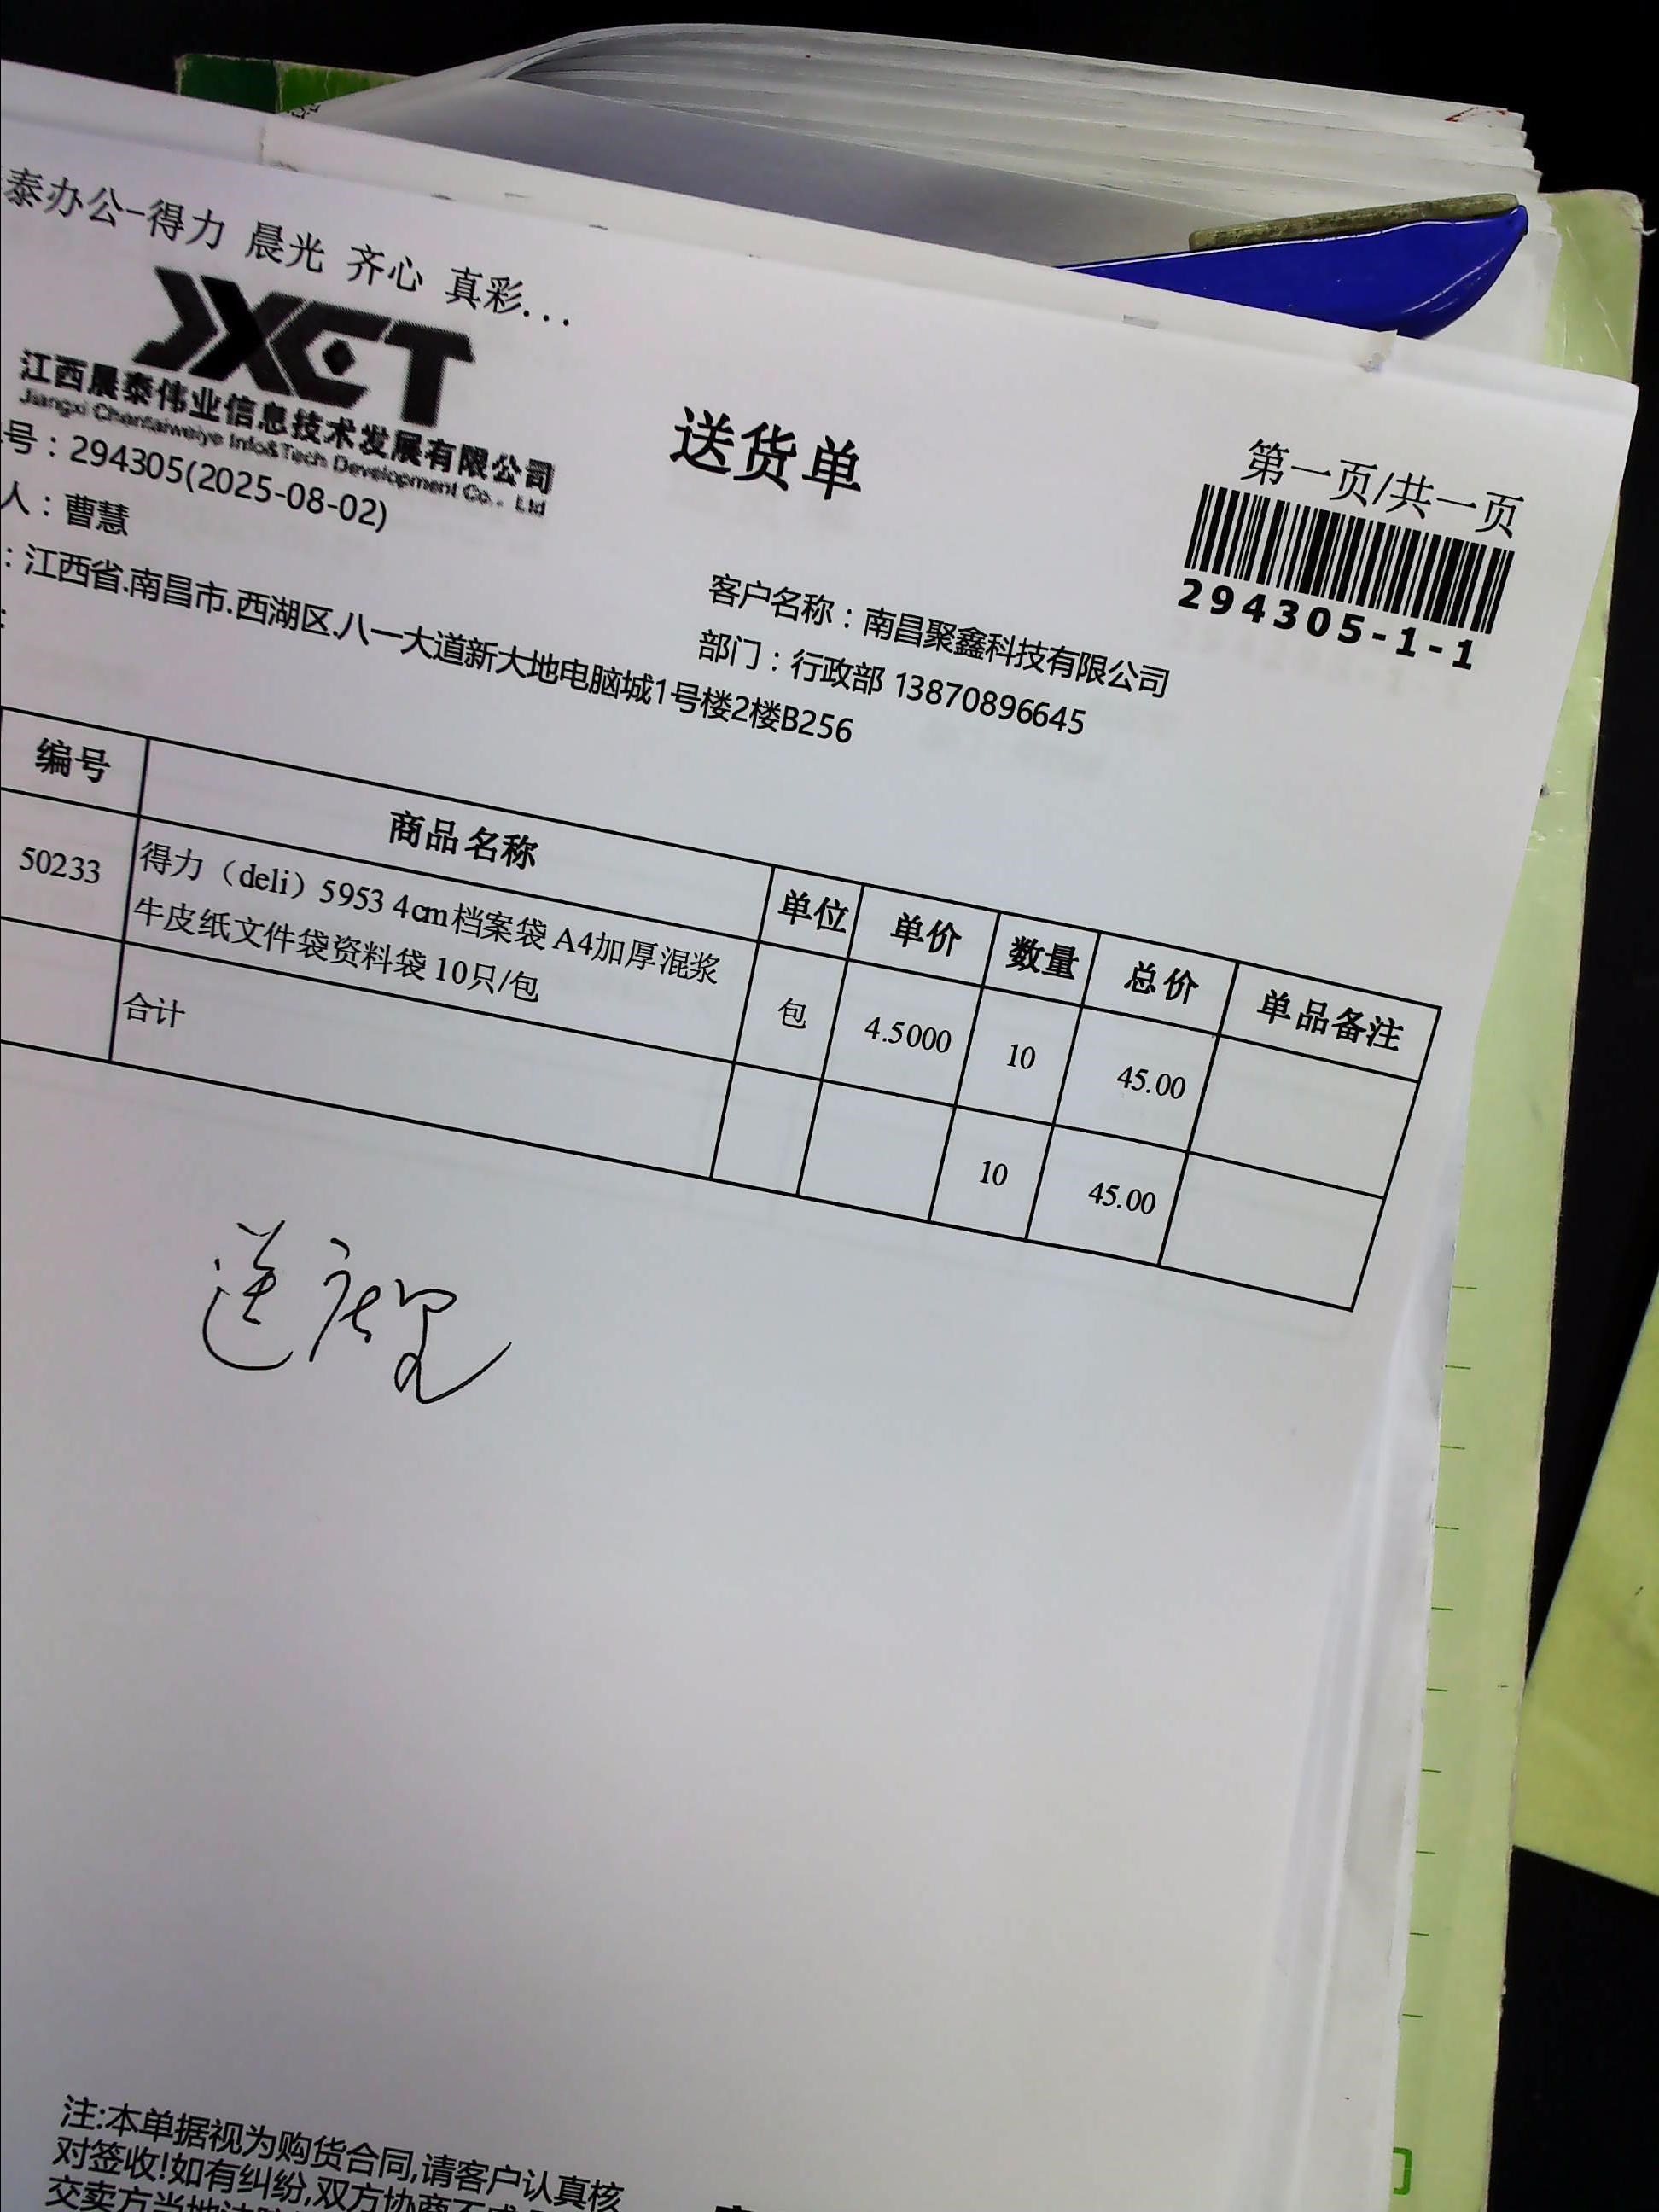 泰办公-得力 晨光 齐心 真彩...
JXCT
江西晨泰伟业信息技术发展有限公司
Jiangxi Chentaiweiye Info&Tech Development Co., Ltd
送货单
第一页/共一页
294305-1-1
号：294305(2025-08-02)
人：曹慧
客户名称：南昌聚鑫科技有限公司
部门：行政部 13870896645
：江西省.南昌市.西湖区.八一大道新大地电脑城1号楼2楼B256
编号 商品名称 单位 单价 数量 总价 单品备注
50233 得力（deli）5953 4cm档案袋 A4加厚混浆 包 4.5000 10 45.00
牛皮纸文件袋资料袋 10只/包
合计 10 45.00
送
注:本单据视为购货合同,请客户认真核
对签收!如有纠纷,双方协商不成
交卖方当地法